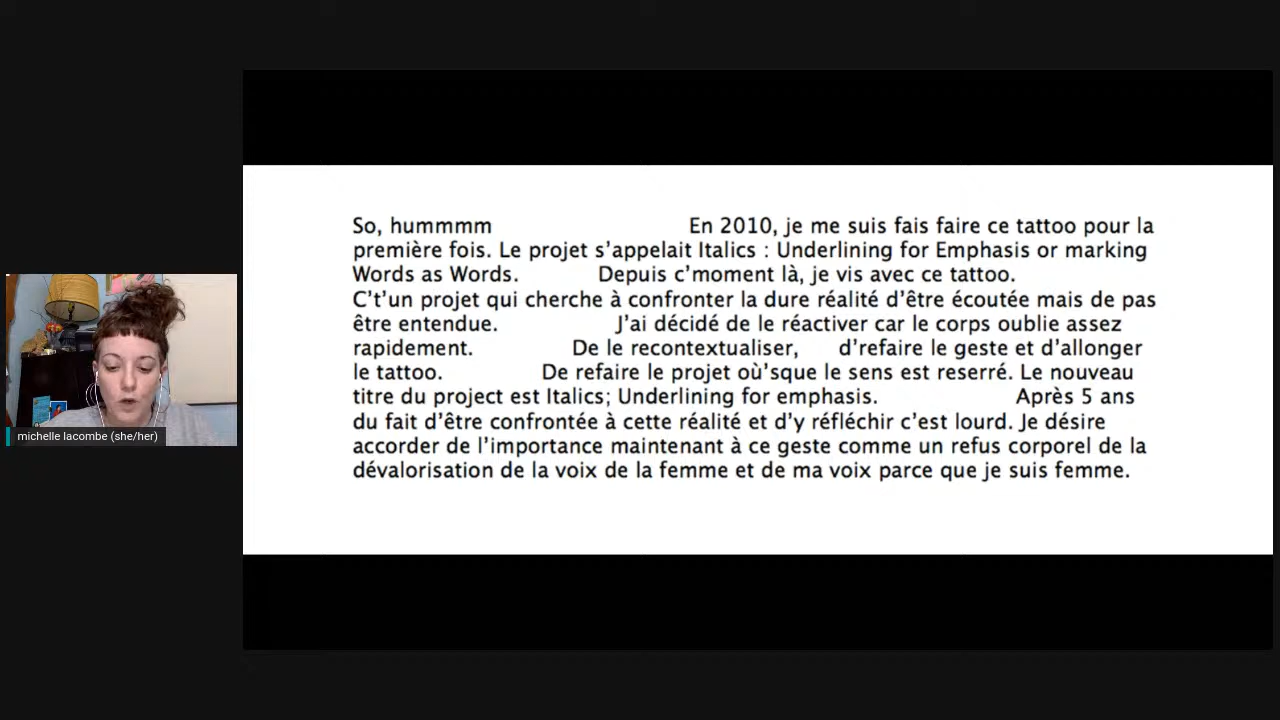 So, hummmm En 2010, je me suis fais faire ce tattoo pour la
première fois. Le projet s’appelait Italics : Underlining for Emphasis or marking
Words as Words. Depuis c’moment là, je vis avec ce tattoo.
C’t’un projet qui cherche à confronter la dure réalité d’être écoutée mais de pas
être entendue. J’ai décidé de le réactiver car le corps oublie assez
rapidement. De le recontextualiser, d’refaire le geste et d’allonger
le tattoo. De refaire le projet où’sque le sens est reserré. Le nouveau
titre du project est Italics; Underlining for emphasis. Après 5 ans
du fait d’être confrontée à cette réalité et d'y réfléchir c’est lourd. Je désire
accorder de l’importance maintenant à ce geste comme un refus corporel de la
dévalorisation de la voix de la femme et de ma voix parce que je suis femme.
michelle lacombe (she/her)